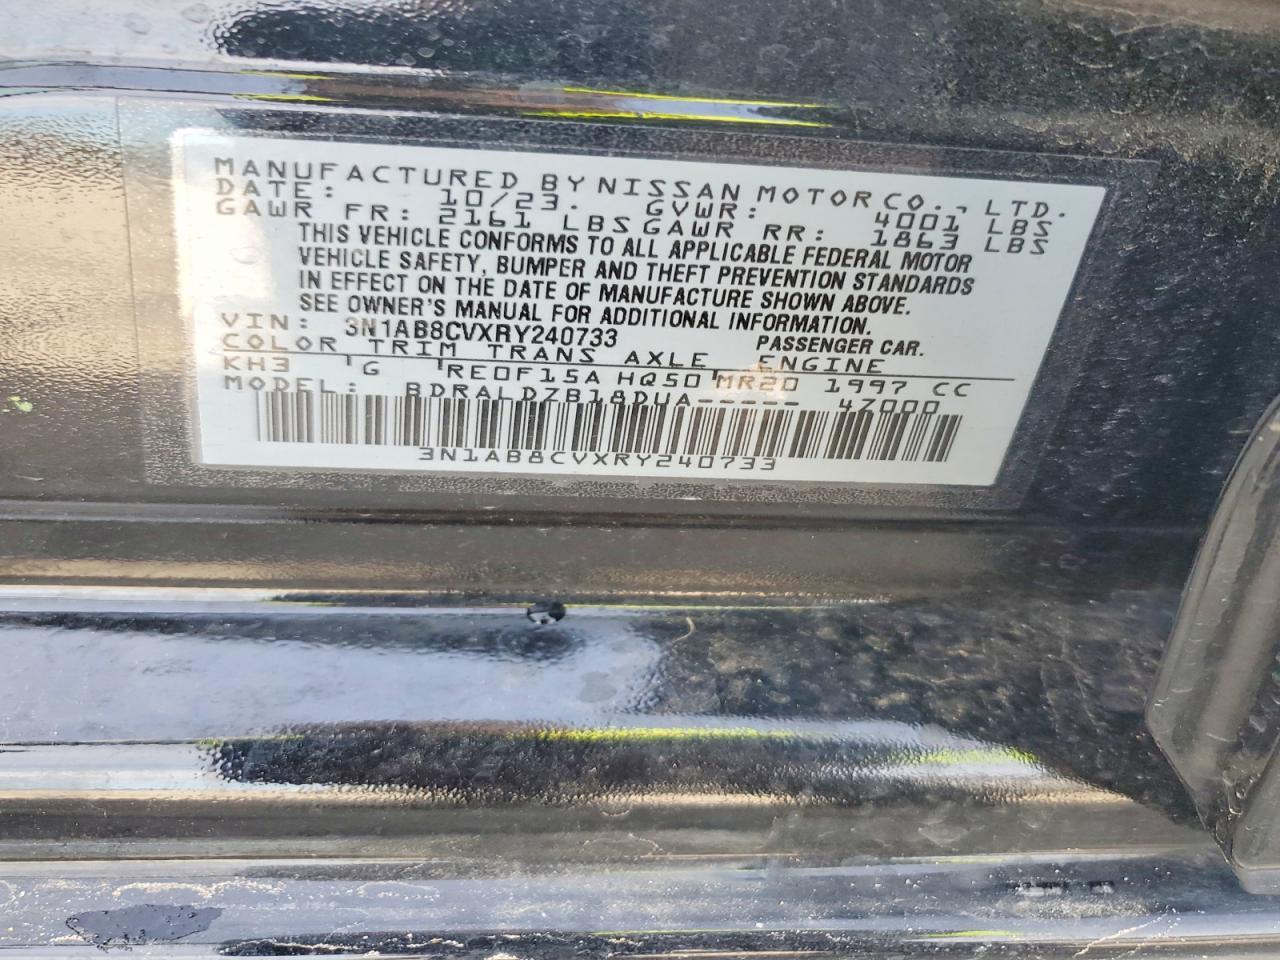 MANUFACTURED BY NISSAN MOTOR CO., LTD.
DATE: 10/23. GVWR: 4001 LBS
GAWR FR: 2161 LBS GAWR RR: 1863 LBS
THIS VEHICLE CONFORMS TO ALL APPLICABLE FEDERAL MOTOR
VEHICLE SAFETY, BUMPER AND THEFT PREVENTION STANDARDS
IN EFFECT ON THE DATE OF MANUFACTURE SHOWN ABOVE.
SEE OWNER'S MANUAL FOR ADDITIONAL INFORMATION.
VIN: 3N1AB8CVXRY240733 PASSENGER CAR.
COLOR TRIM TRANS AXLE ENGINE
KH3 G RE0F15A HQ50 MR20 1997 CC
MODEL: BDRALDZB18DUA----- 47000
3N1AB8CVXRY240733